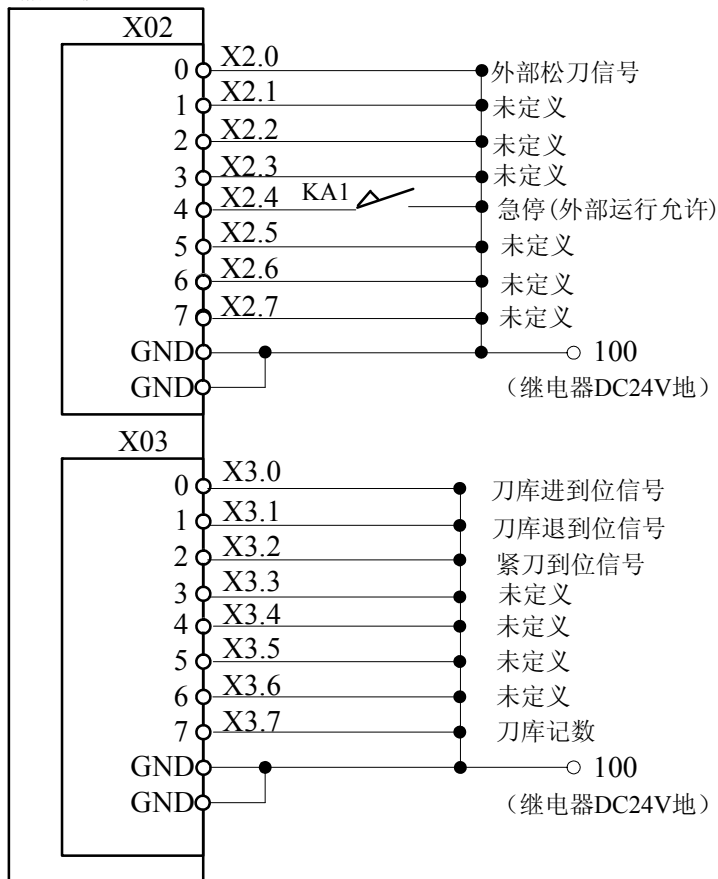 X02
0 X2.0 外部松刀信号
1 X2.1 未定义
2 X2.2 未定义
3 X2.3 未定义
4 X2.4 KA1 急停(外部运行允许)
5 X2.5 未定义
6 X2.6 未定义
7 X2.7 未定义
GND 100
GND （继电器DC24V地）
X03
0 X3.0 刀库进到位信号
1 X3.1 刀库退到位信号
2 X3.2 紧刀到位信号
3 X3.3 未定义
4 X3.4 未定义
5 X3.5 未定义
6 X3.6 未定义
7 X3.7 刀库记数
GND 100
GND （继电器DC24V地）